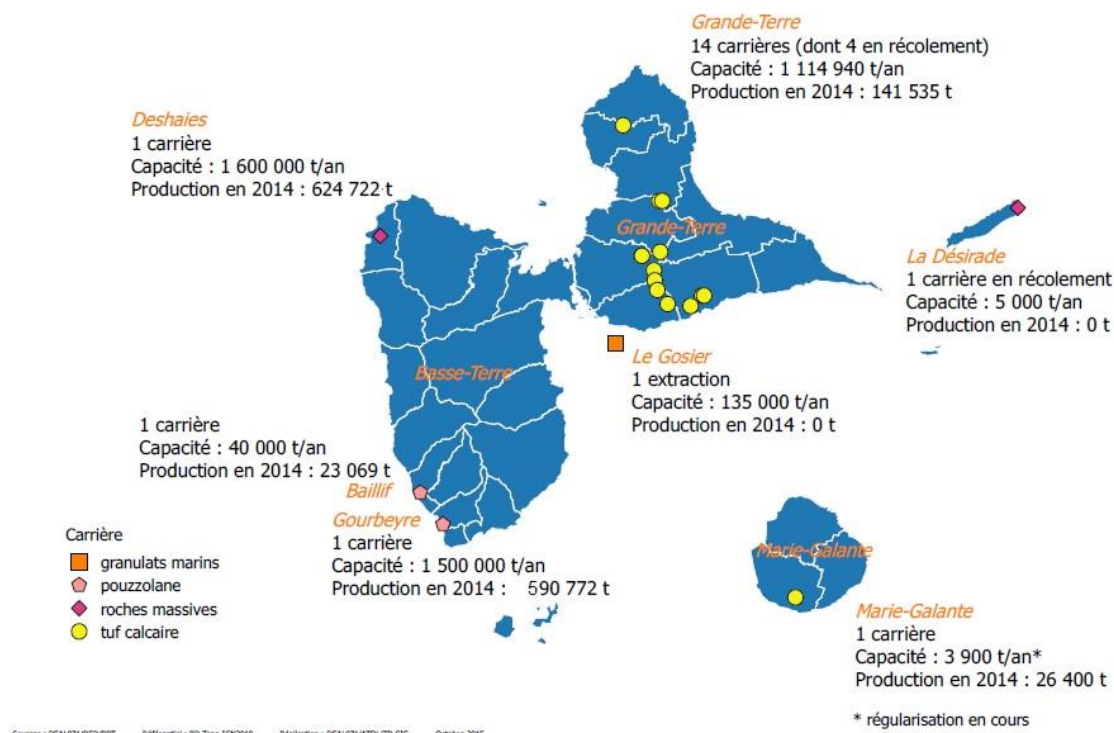 Grande-Terre
14 carrières (dont 4 en récolement)
Capacité : 1 114 940 t/an
Production en 2014 : 141 535 t
Deshaies
1 carrière
Capacité : 1 600 000 t/an
Production en 2014 : 624 722 t
Grande-Terre
La Désirade
1 carrière en récolement
Capacité : 5 000 t/an
Production en 2014 : 0 t
Le Gosier
1 extraction
Capacité : 135 000 t/an
Production en 2014 : 0 t
Basse-Terre
1 carrière
Capacité : 40 000 t/an
Production en 2014 : 23 069 t
Baillif
Gourbeyre
1 carrière
Capacité : 1 500 000 t/an
Production en 2014 : 590 772 t
Carrière
granulats marins
pouzzolane
roches massives
tuf calcaire
Marie-Galante
Marie-Galante
1 carrière
Capacité : 3 900 t/an*
Production en 2014 : 26 400 t
* régularisation en cours